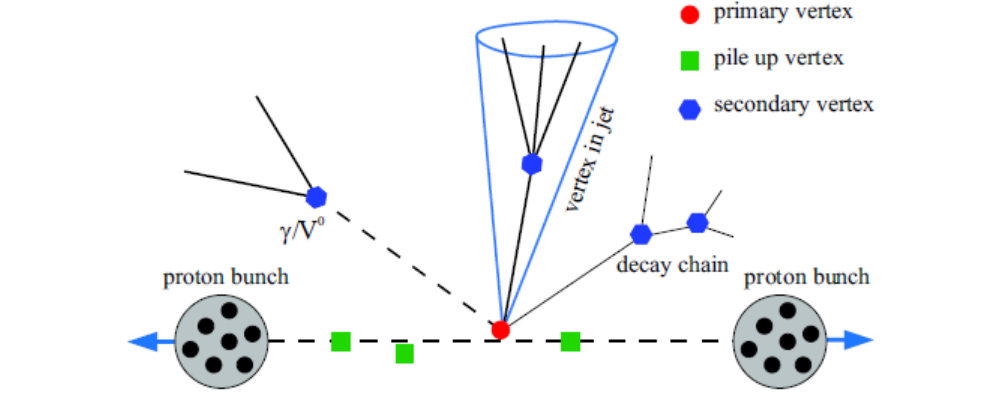 primary vertex
pile up vertex
secondary vertex
vertex in jet
γ/V⁰
decay chain
proton bunch
proton bunch